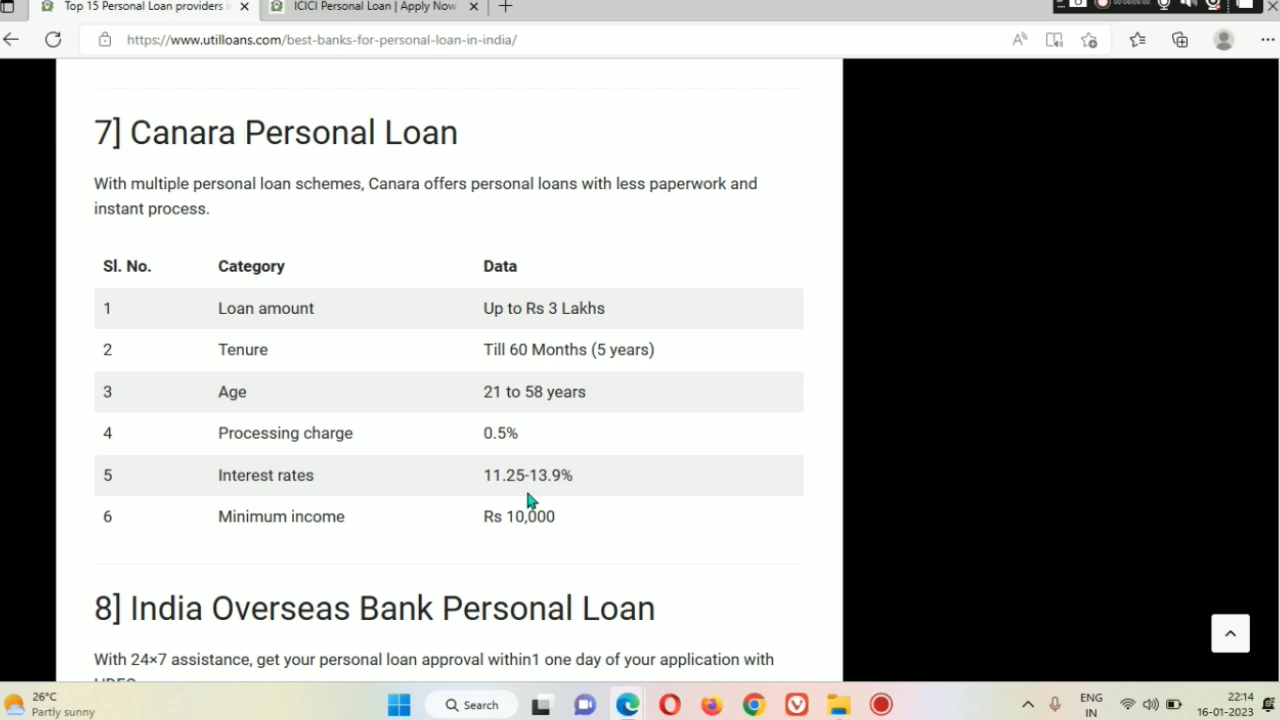 Top 15 Personal Loan providers
ICICI Personal Loan | Apply Now
https://www.utilloans.com/best-banks-for-personal-loan-in-india/
7] Canara Personal Loan
With multiple personal loan schemes, Canara offers personal loans with less paperwork and
instant process.
Sl. No. Category Data
1 Loan amount Up to Rs 3 Lakhs
2 Tenure Till 60 Months (5 years)
3 Age 21 to 58 years
4 Processing charge 0.5%
5 Interest rates 11.25-13.9%
6 Minimum income Rs 10,000
8] India Overseas Bank Personal Loan
With 24×7 assistance, get your personal loan approval within1 one day of your application with
26°C
Partly sunny
Search
ENG
IN
22:14
16-01-2023